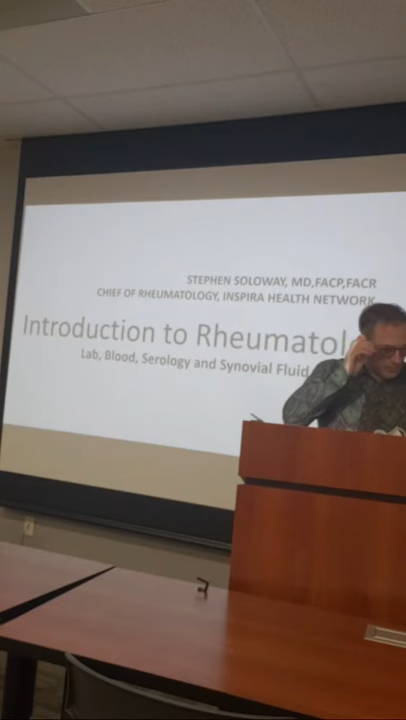 STEPHEN SOLOWAY, MD,FACP,FACR
CHIEF OF RHEUMATOLOGY, INSPIRA HEALTH NETWORK
Introduction to
Lab, Blood, Serology and Synovial Fluid